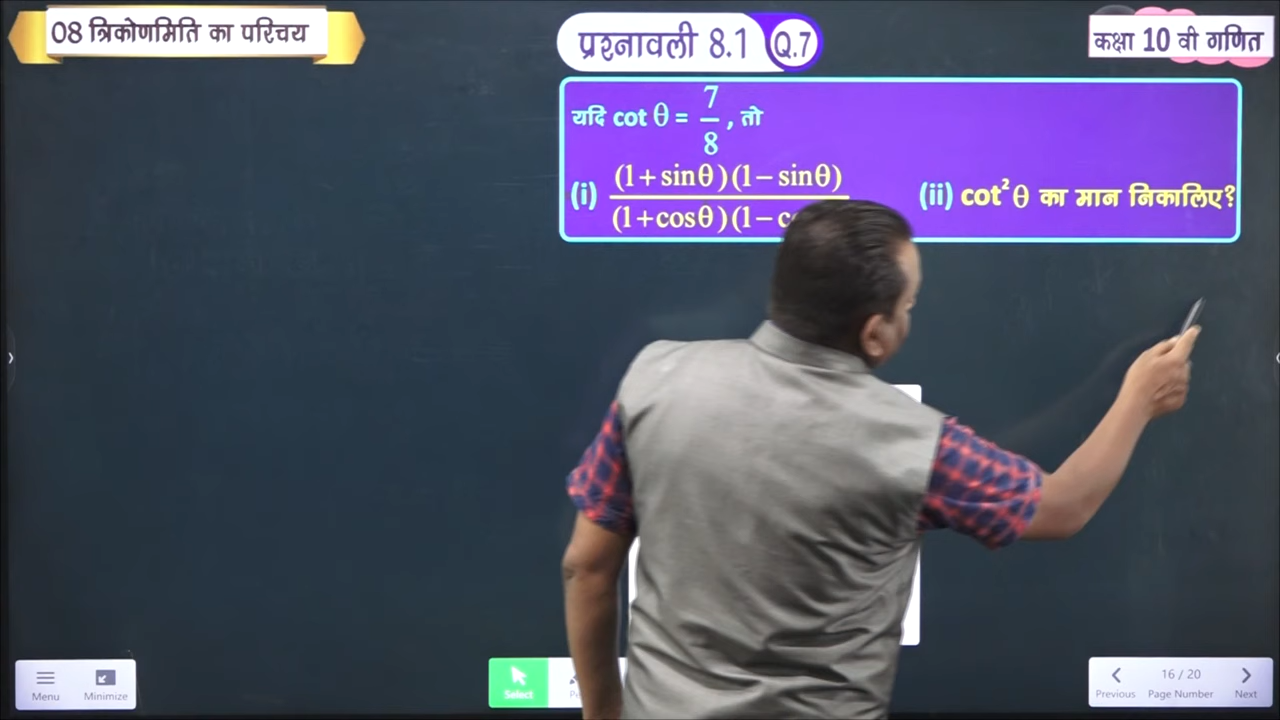 08 त्रिकोणमिति का परिचय
प्रश्नावली 8.1 Q.7
कक्षा 10 वी गणित
यदि cot θ = 7/8, तो
(i) (1+sinθ)(1−sinθ)
(1+cosθ)(1−c
(ii) cot²θ का मान निकालिए?
Menu Minimize
Select
Previous 16 / 20 Page Number Next